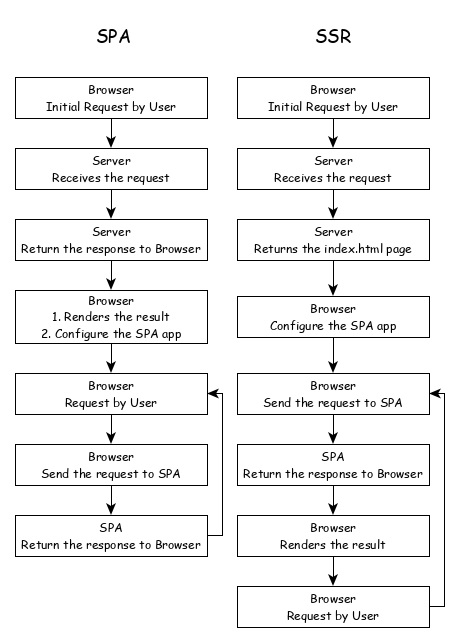 SPA
Browser
Initial Request by User
Server
Receives the request
Server
Return the response to Browser
Browser
1. Renders the result
2. Configure the SPA app
Browser
Request by User
Browser
Send the request to SPA
SPA
Return the response to Browser
SSR
Browser
Initial Request by User
Server
Receives the request
Server
Returns the index.html page
Browser
Configure the SPA app
Browser
Send the request to SPA
SPA
Return the response to Browser
Browser
Renders the result
Browser
Request by User